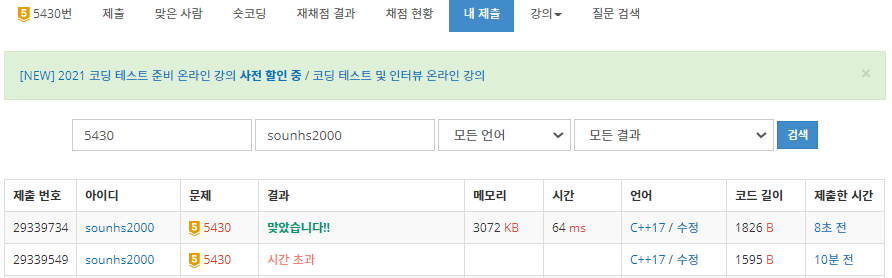 5 5430번 제출 맞은 사람 숏코딩 재채점 결과 채점 현황 내 제출 강의 질문 검색
[NEW] 2021 코딩 테스트 준비 온라인 강의 사전 할인 중 / 코딩 테스트 및 인터뷰 온라인 강의 ×
5430 sounhs2000 모든 언어 모든 결과 검색
제출 번호 아이디 문제 결과 메모리 시간 언어 코드 길이 제출한 시간
29339734 sounhs2000 5 5430 맞았습니다!! 3072 KB 64 ms C++17 / 수정 1826 B 8초 전
29339549 sounhs2000 5 5430 시간 초과 C++17 / 수정 1595 B 10분 전